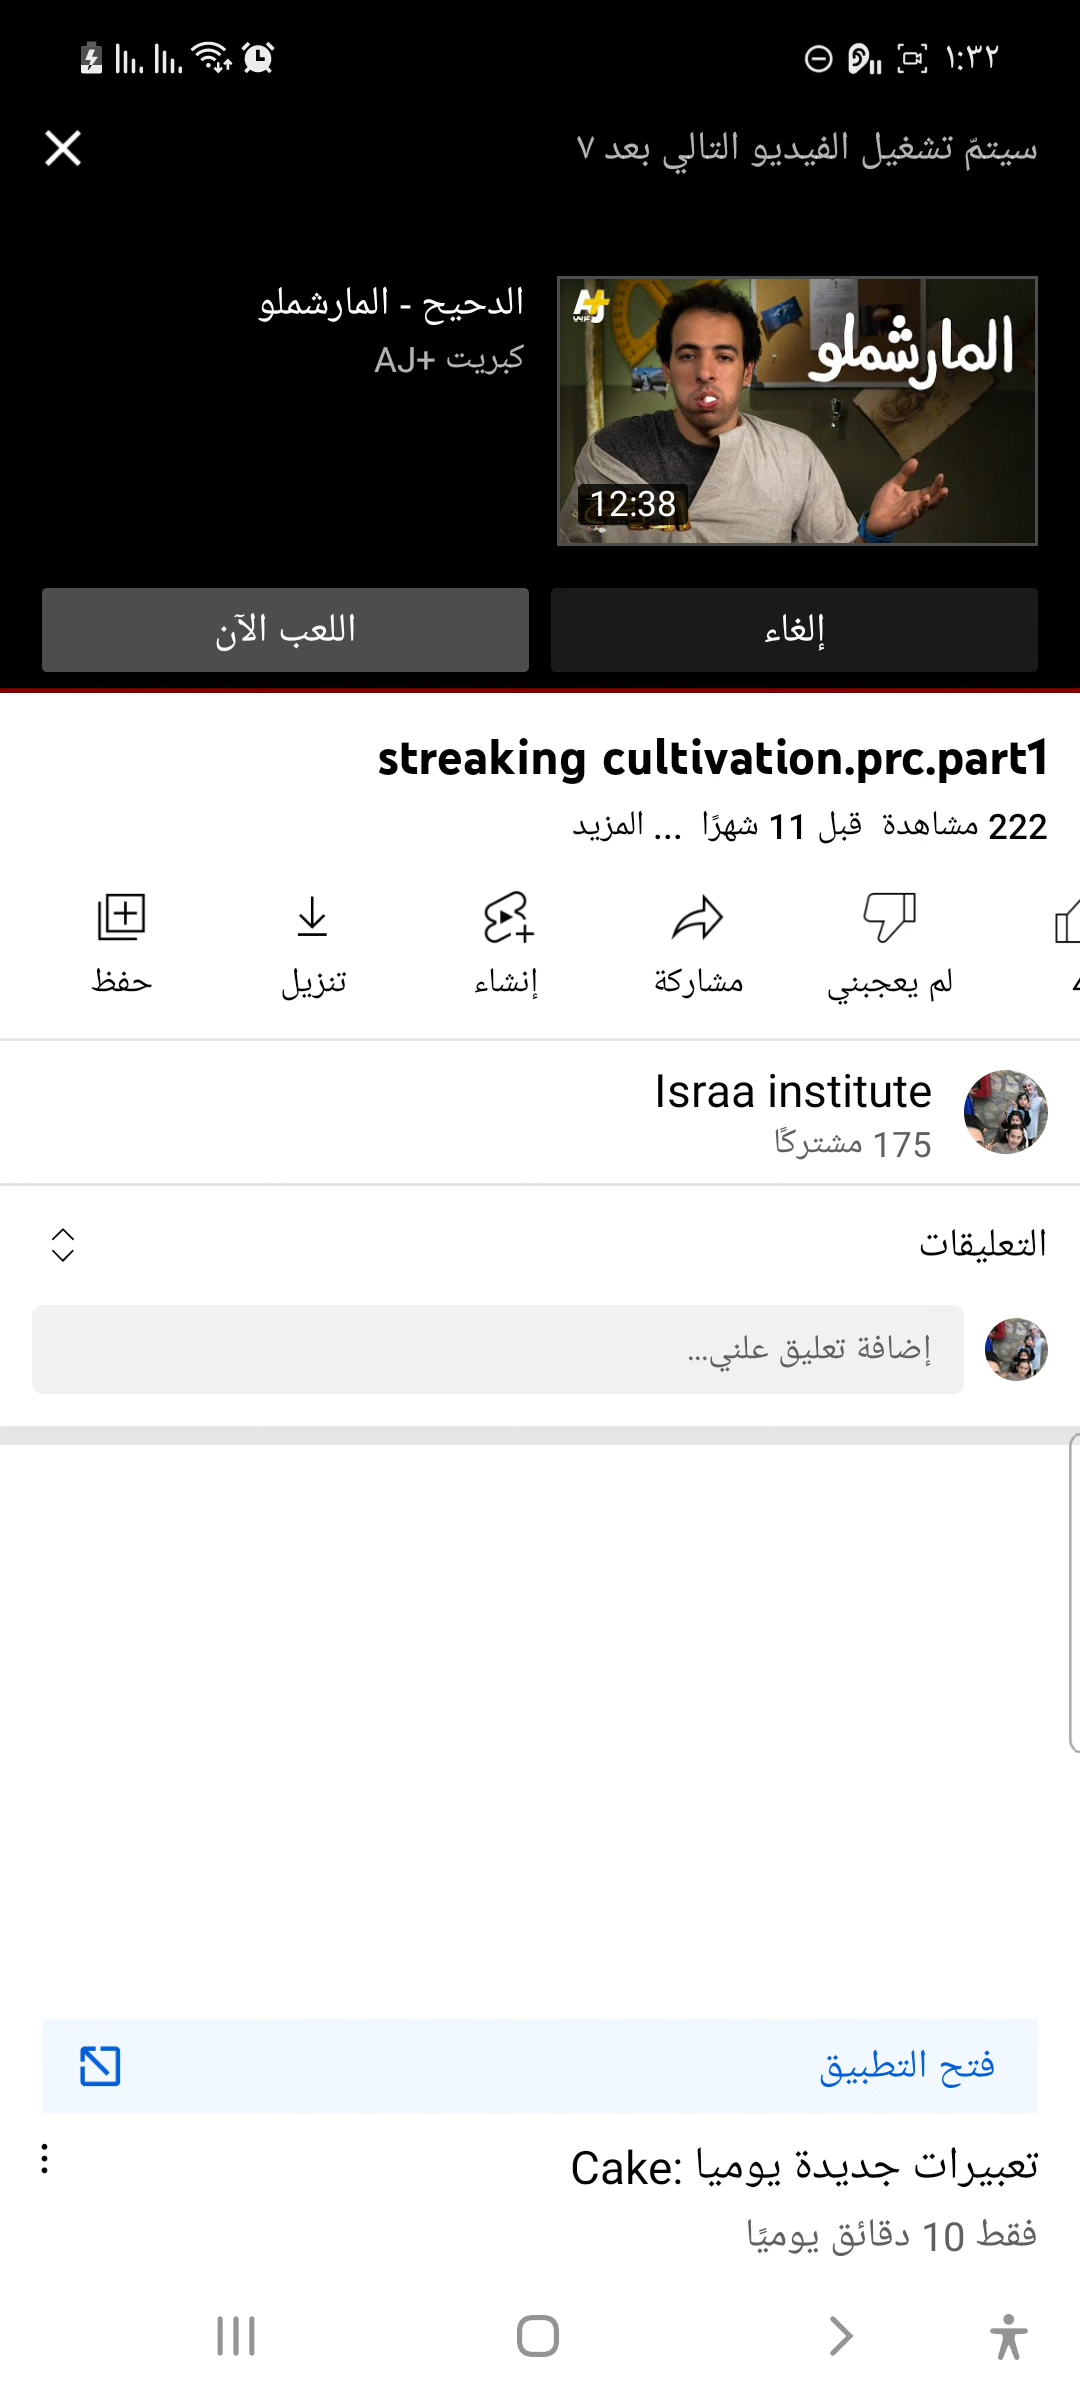 ١:٣٢
سيتمّ تشغيل الفيديو التالي بعد ٧
المارشملو
عربي
12:38
الدحيح - المارشملو
كبريت +AJ
إلغاء
اللعب الآن
streaking cultivation.prc.part1
222 مشاهدة قبل 11 شهرًا ... المزيد
لم يعجبني
مشاركة
إنشاء
تنزيل
حفظ
Israa institute
175 مشتركًا
التعليقات
إضافة تعليق علني...
فتح التطبيق
تعبيرات جديدة يوميا :Cake
فقط 10 دقائق يوميًا